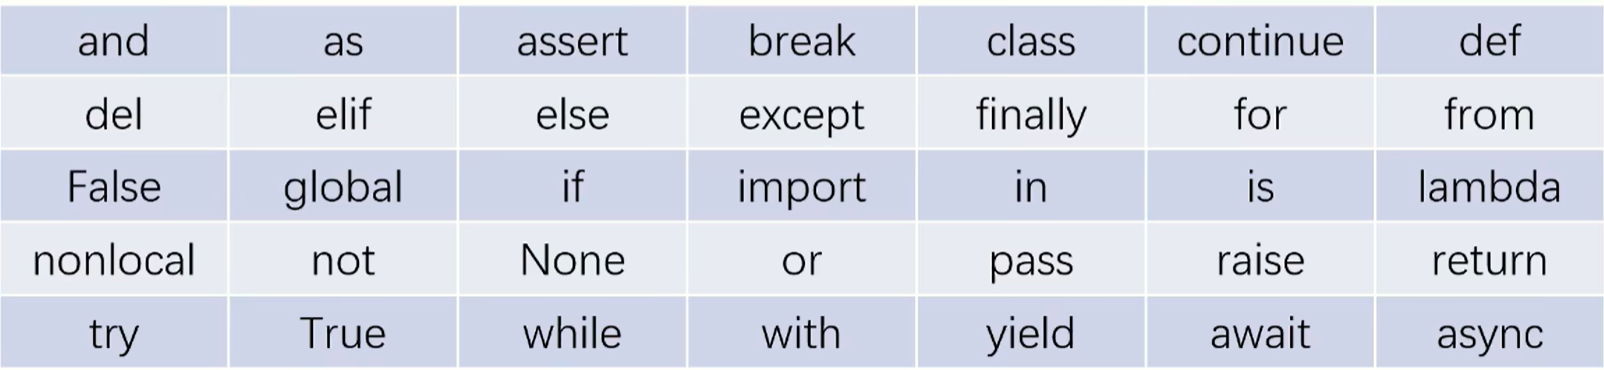 and as assert break class continue def
del elif else except finally for from
False global if import in is lambda
nonlocal not None or pass raise return
try True while with yield await async